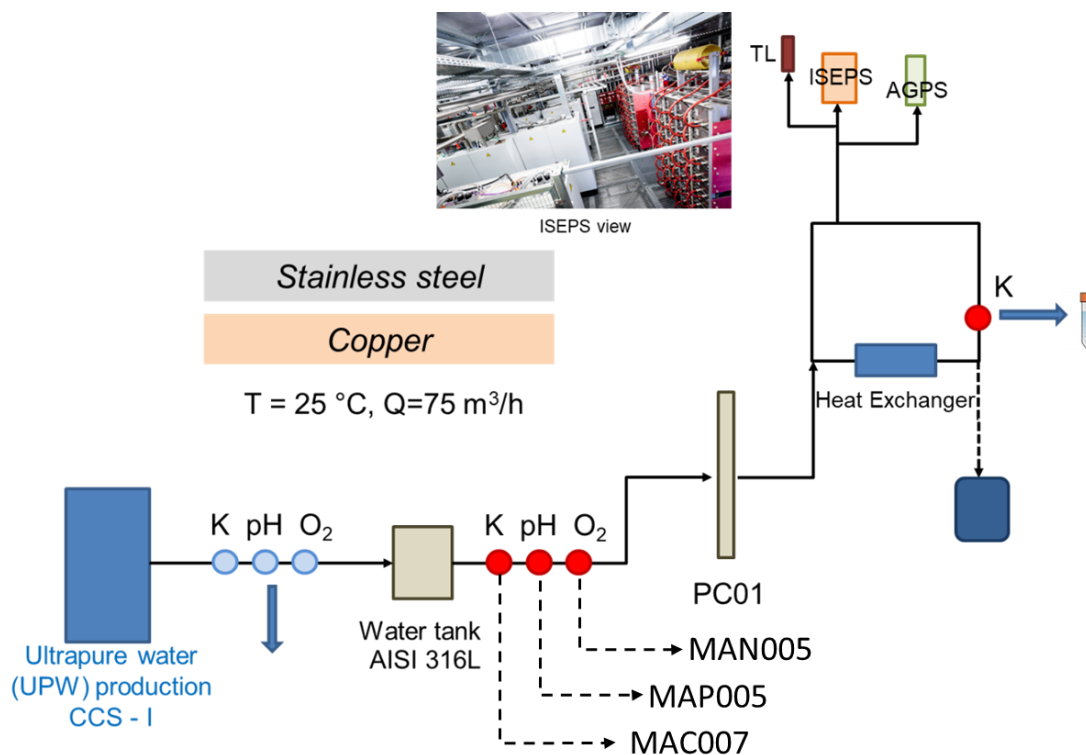 TL
ISEPS
AGPS
ISEPS view
Stainless steel
Copper
T = 25 °C, Q=75 m³/h
K
Heat Exchanger
K pH O₂
K pH O₂
PC01
Water tank
AISI 316L
Ultrapure water
(UPW) production
CCS - I
MAN005
MAP005
MAC007